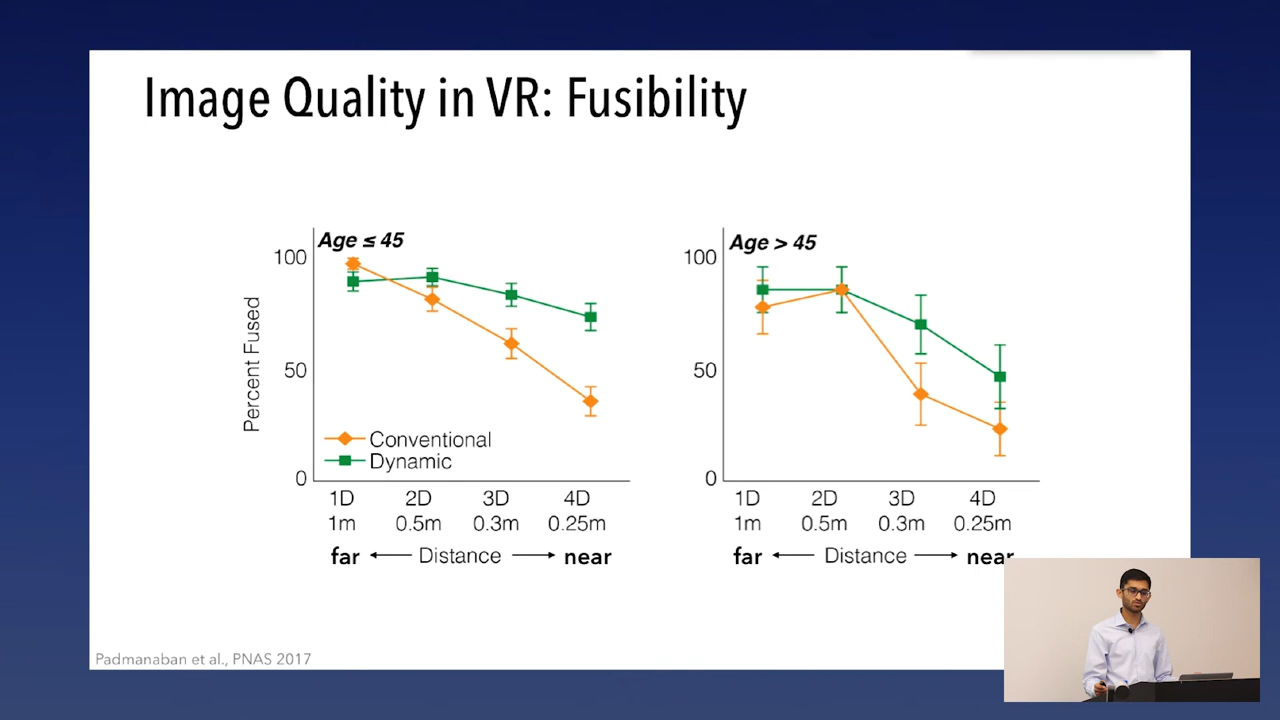 Image Quality in VR: Fusibility
Age ≤ 45
100
50
0
Percent Fused
Conventional
Dynamic
1D 2D 3D 4D
1m 0.5m 0.3m 0.25m
far Distance near
Age > 45
100
50
0
1D 2D 3D 4D
1m 0.5m 0.3m 0.25m
far Distance near
Padmanaban et al., PNAS 2017